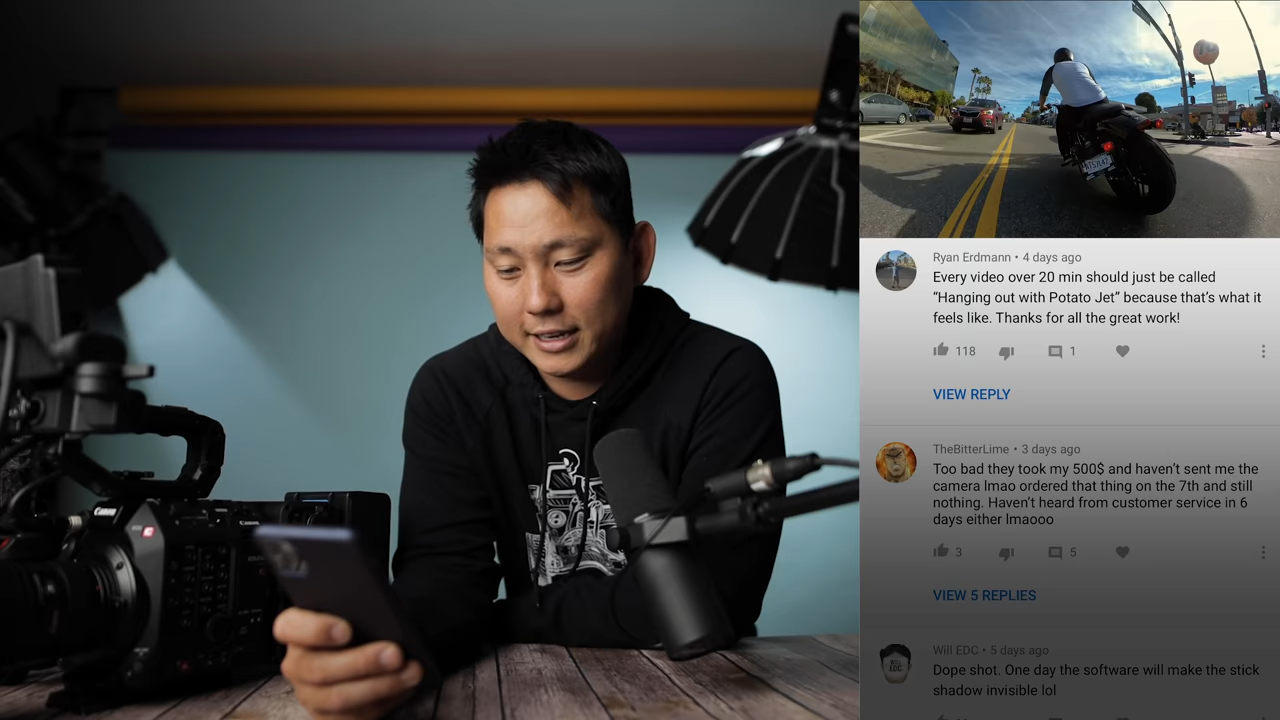 Ryan Erdmann • 4 days ago
Every video over 20 min should just be called
“Hanging out with Potato Jet” because that’s what it
feels like. Thanks for all the great work!
118
1
VIEW REPLY
TheBitterLime • 3 days ago
Too bad they took my 500$ and haven’t sent me the
camera lmao ordered that thing on the 7th and still
nothing. Haven’t heard from customer service in 6
days either lmaooo
3
5
VIEW 5 REPLIES
Will EDC • 5 days ago
Dope shot. One day the software will make the stick
shadow invisible lol
Canon
Canon
WILL
EDC